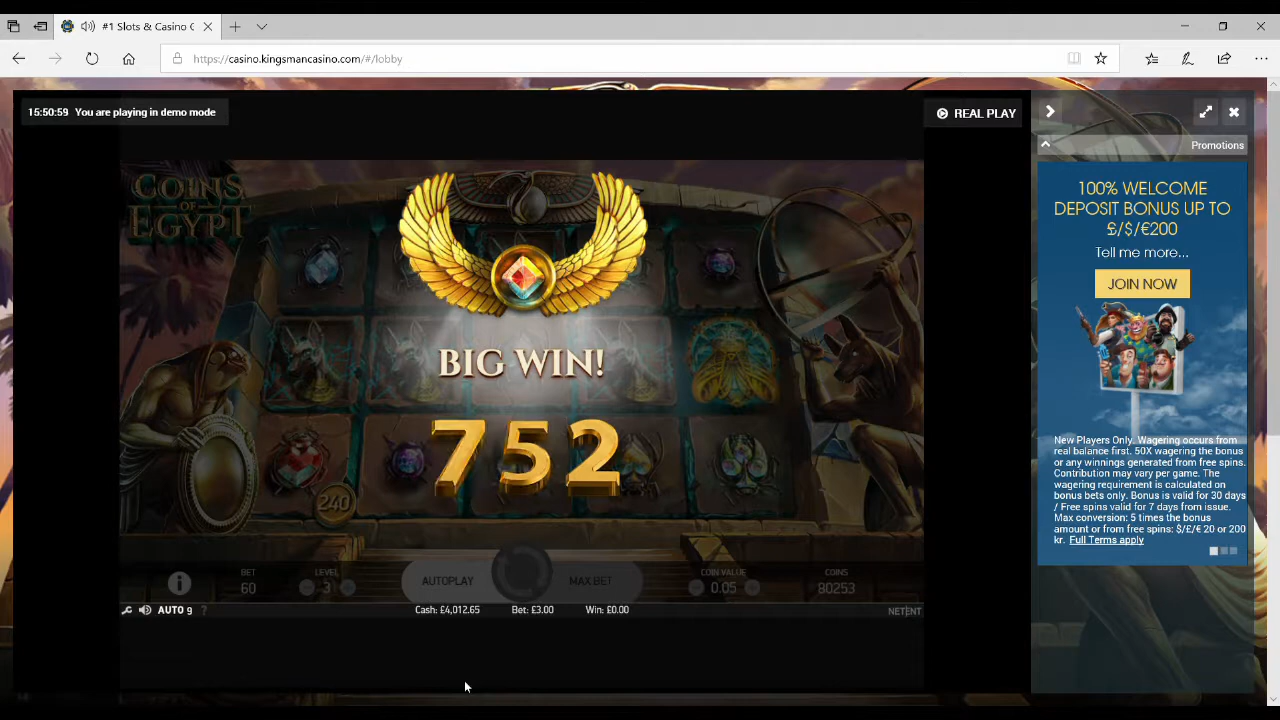 #1 Slots & Casino G
https://casino.kingsmancasino.com/#/lobby
15:50:59 You are playing in demo mode
REAL PLAY
Promotions
COINS
OF
EGYPT
BIG WIN!
752
240
BET
60
LEVEL
3
AUTOPLAY
MAX BET
COIN VALUE
0.05
COINS
80253
AUTO 9 ?
Cash: £4,012.65
Bet: £3.00
Win: £0.00
NETENT
100% WELCOME
DEPOSIT BONUS UP TO
£/$/€200
Tell me more...
JOIN NOW
New Players Only. Wagering occurs from
real balance first. 50X wagering the bonus
or any winnings generated from free spins.
Contribution may vary per game. The
wagering requirement is calculated on
bonus bets only. Bonus is valid for 30 days
/ Free spins valid for 7 days from issue.
Max conversion: 5 times the bonus
amount or from free spins: $/£/€ 20 or 200
kr. Full Terms apply